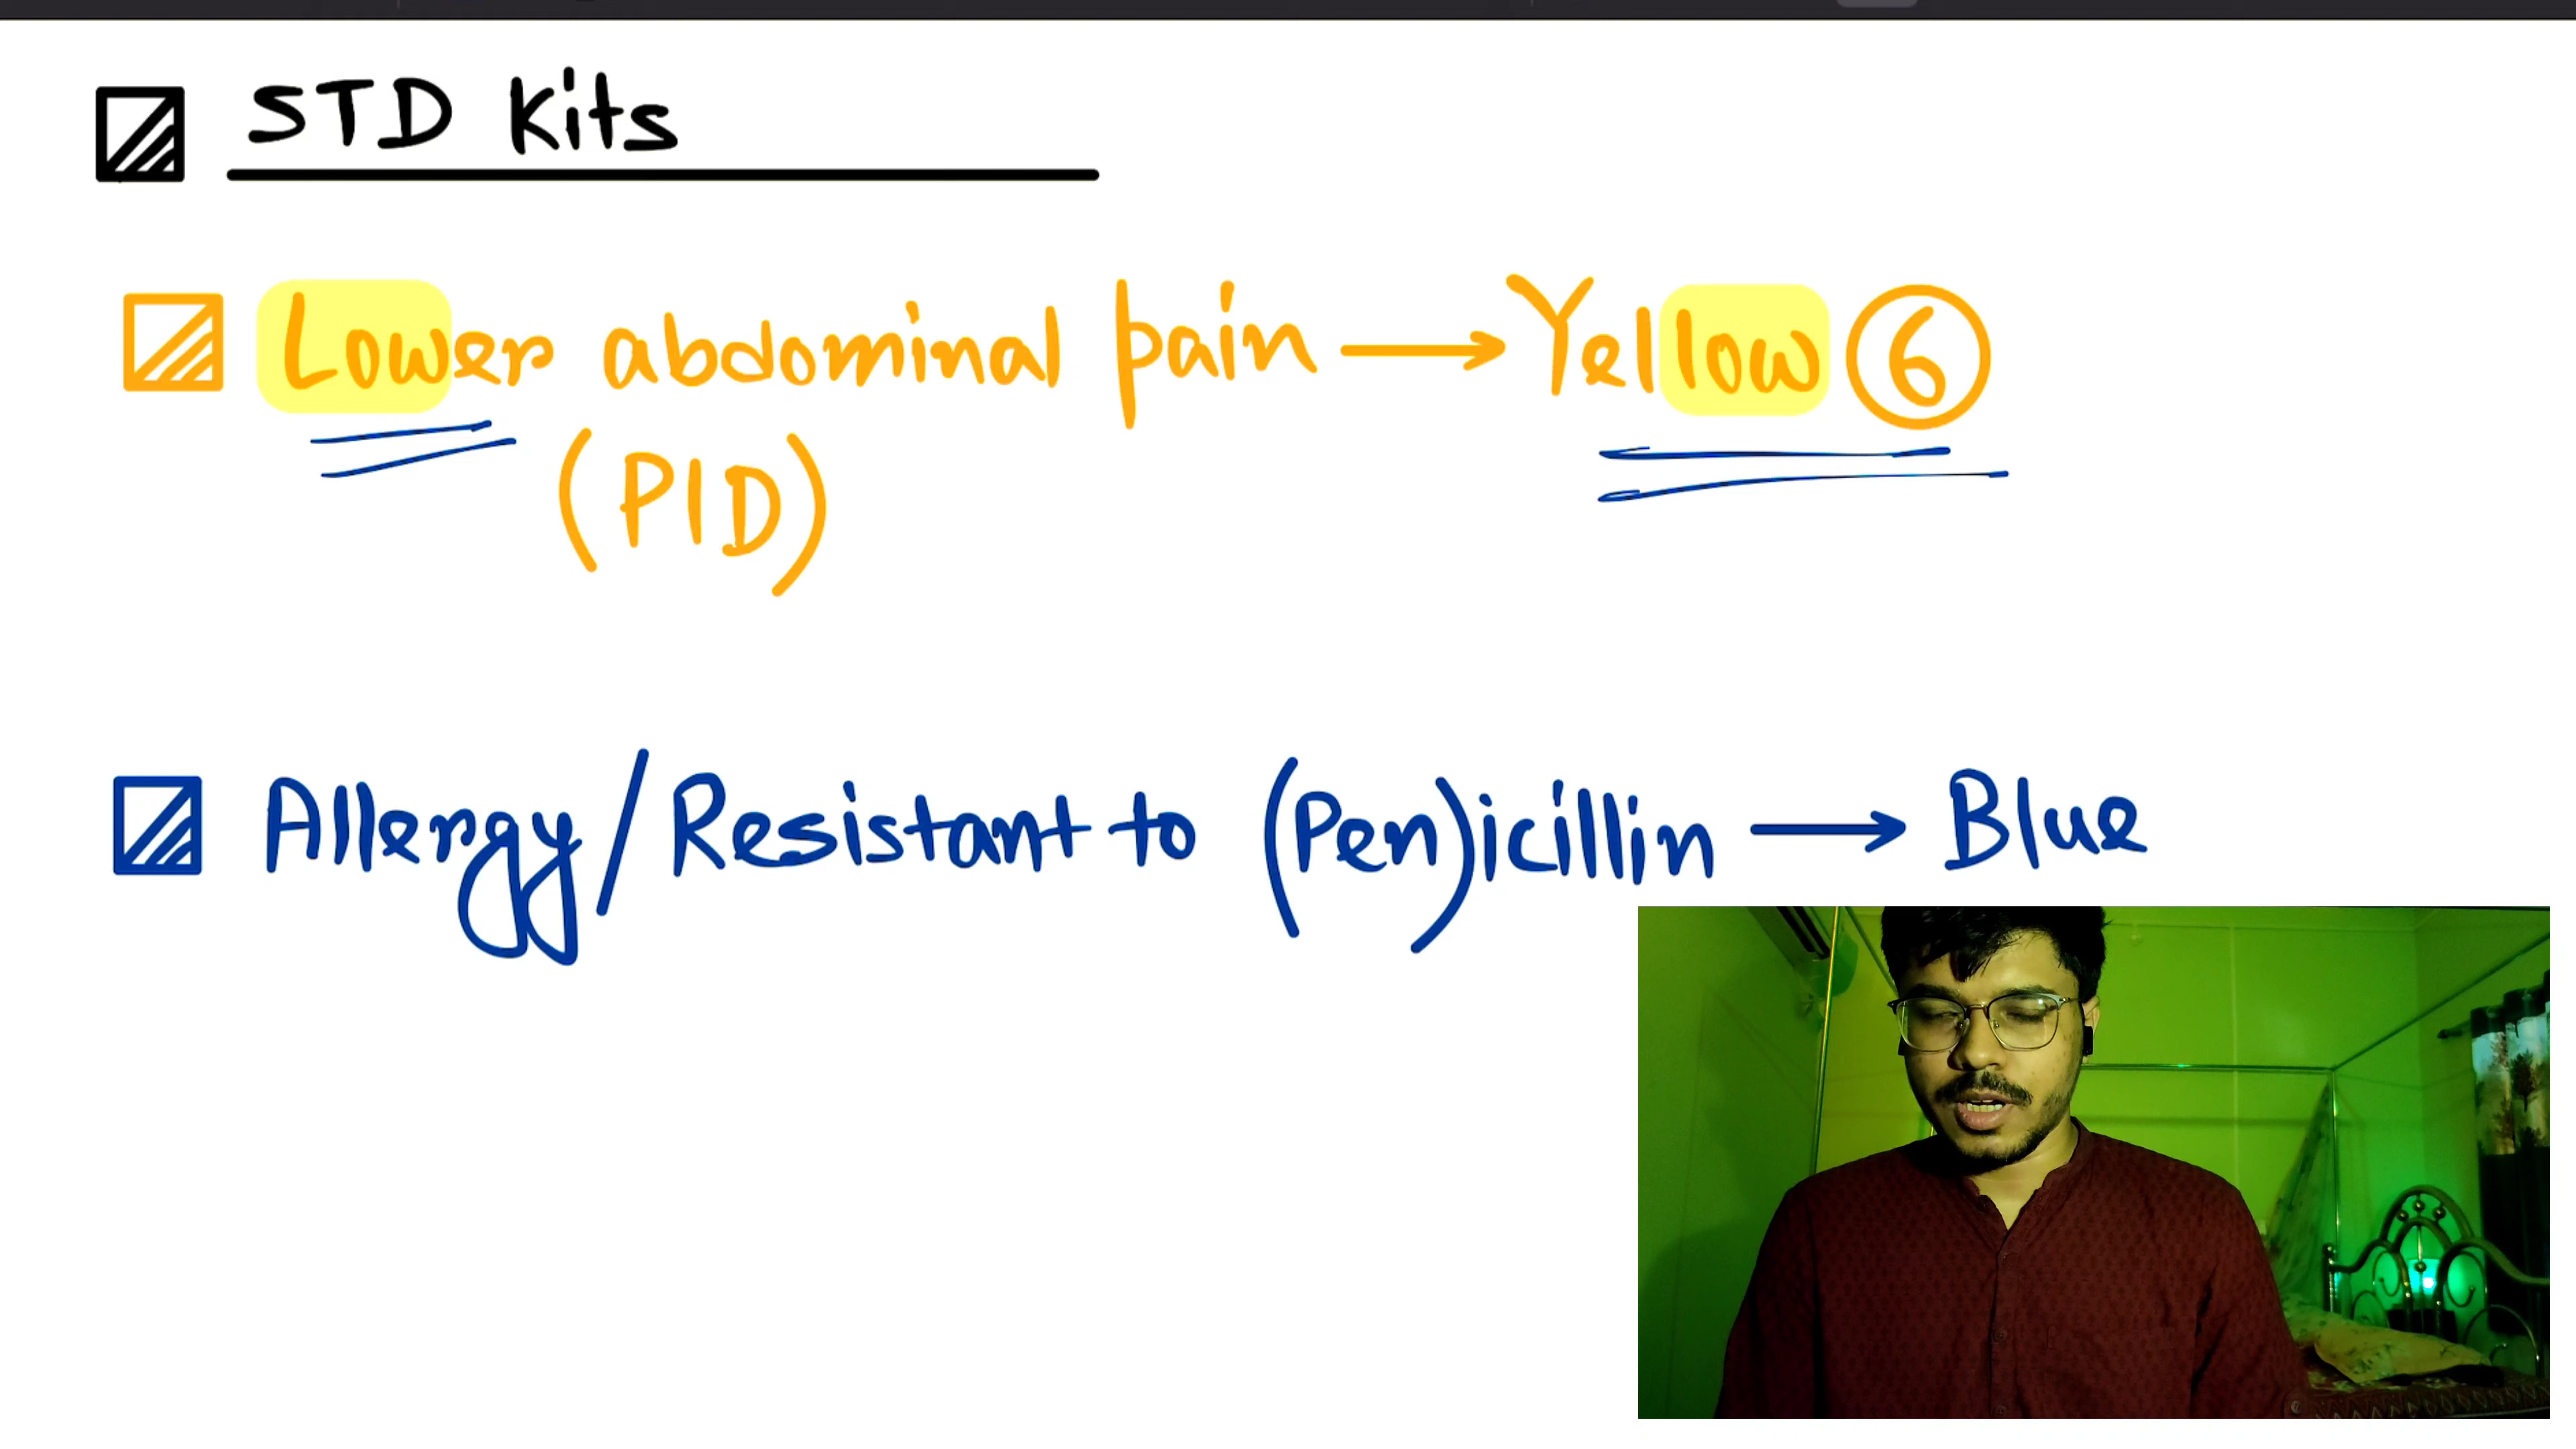 STD Kits
Lower abdominal pain → Yellow 6
(PID)
Allergy/Resistant to (Pen)icillin → Blue